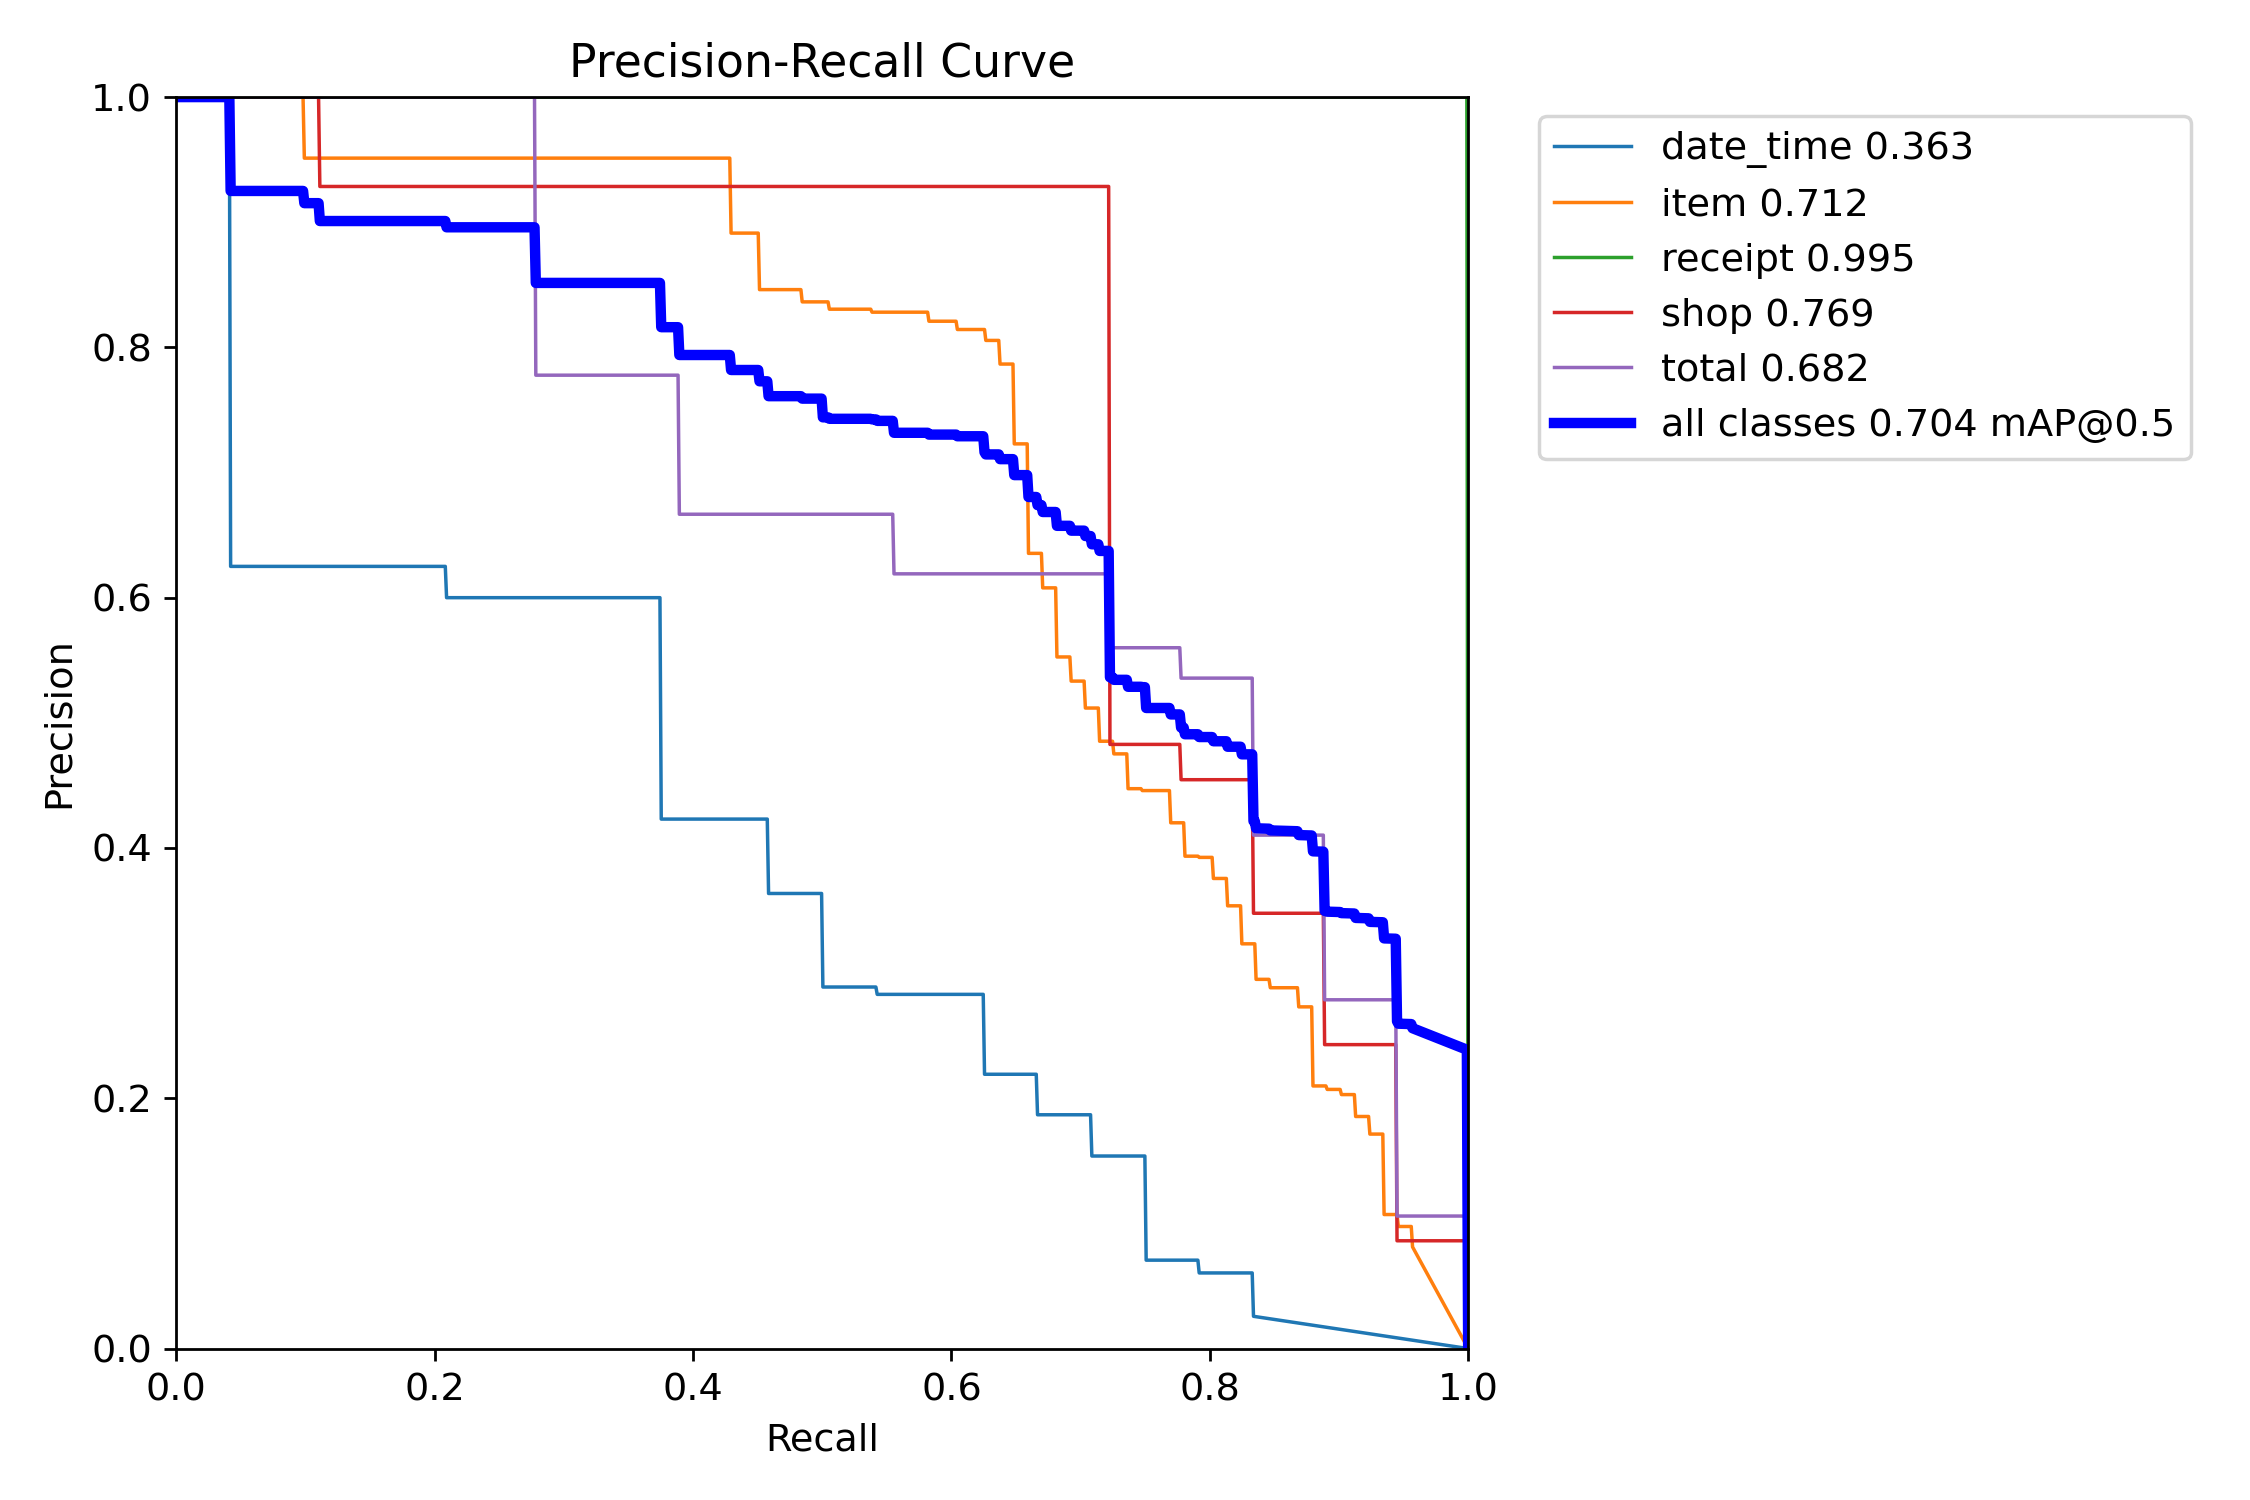 Precision-Recall Curve
1.0
0.8
0.6
0.4
0.2
0.0
Precision
0.0 0.2 0.4 0.6 0.8 1.0
Recall
date_time 0.363
item 0.712
receipt 0.995
shop 0.769
total 0.682
all classes 0.704 mAP@0.5